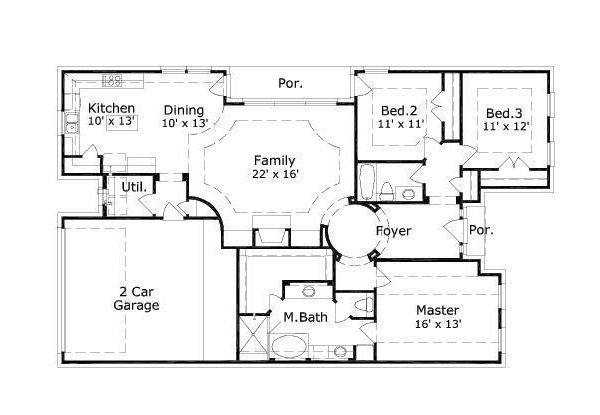 Por.
Kitchen
10' x 13'
Dining
10' x 13'
Bed.2
11' x 11'
Bed.3
11' x 12'
Family
22' x 16'
Util.
Foyer
Por.
2 Car
Garage
M.Bath
Master
16' x 13'